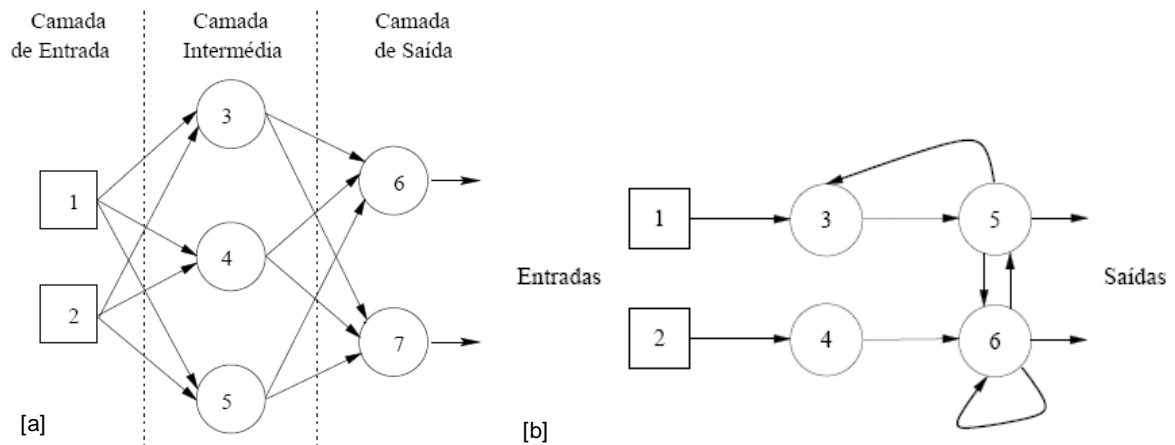 Camada
de Entrada
Camada
Intermédia
Camada
de Saída
1
2
3
4
5
6
7
[a]
Entradas
1
2
3
4
5
6
Saídas
[b]